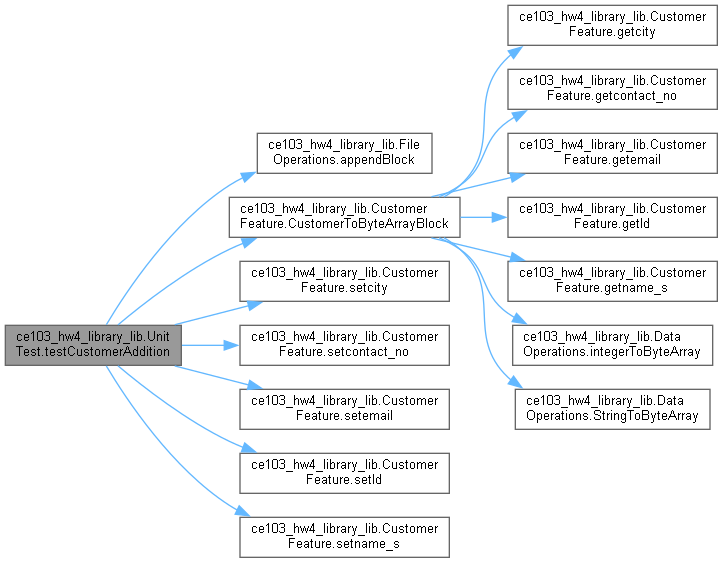 ce103_hw4_library_lib.Unit
Test.testCustomerAddition
ce103_hw4_library_lib.File
Operations.appendBlock
ce103_hw4_library_lib.Customer
Feature.CustomerToByteArrayBlock
ce103_hw4_library_lib.Customer
Feature.setcity
ce103_hw4_library_lib.Customer
Feature.setcontact_no
ce103_hw4_library_lib.Customer
Feature.setemail
ce103_hw4_library_lib.Customer
Feature.setId
ce103_hw4_library_lib.Customer
Feature.setname_s
ce103_hw4_library_lib.Customer
Feature.getcity
ce103_hw4_library_lib.Customer
Feature.getcontact_no
ce103_hw4_library_lib.Customer
Feature.getemail
ce103_hw4_library_lib.Customer
Feature.getId
ce103_hw4_library_lib.Customer
Feature.getname_s
ce103_hw4_library_lib.Data
Operations.integerToByteArray
ce103_hw4_library_lib.Data
Operations.StringToByteArray